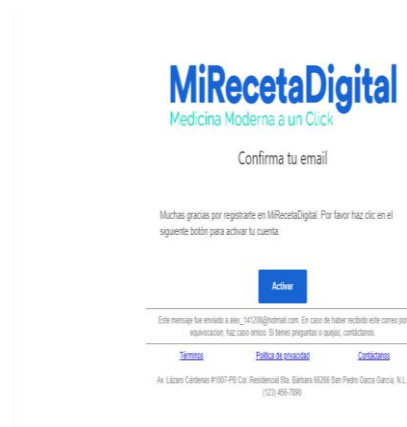 MiRecetaDigital
Medicina Moderna a un Click
Confirma tu email
Muchas gracias por registrarte en MiRecetaDigital. Por favor haz clic en el
siguiente botón para activar tu cuenta:
Activar
Este mensaje fue enviado a alex_141208@hotmail.com. En caso de haber recibido este correo por
equivocacion, haz caso omiso. Si tienes preguntas o quejas, contáctanos.
Términos Política de privacidad Contáctanos
Av. Lázaro Cárdenas #1007-PB Col. Residencial Sta. Bárbara 66266 San Pedro Garza García, N.L.
(123) 456-7890